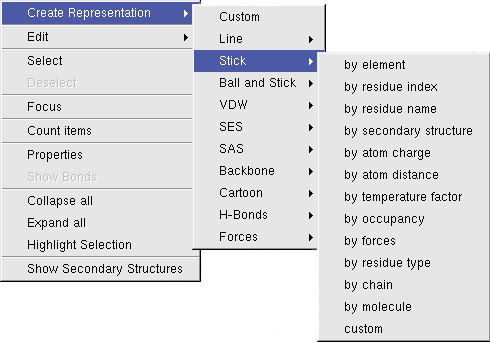 Create Representation
Edit
Select
Deselect
Focus
Count items
Properties
Show Bonds
Collapse all
Expand all
Highlight Selection
Show Secondary Structures
Custom
Line
Stick
Ball and Stick
VDW
SES
SAS
Backbone
Cartoon
H-Bonds
Forces
by element
by residue index
by residue name
by secondary structure
by atom charge
by atom distance
by temperature factor
by occupancy
by forces
by residue type
by chain
by molecule
custom